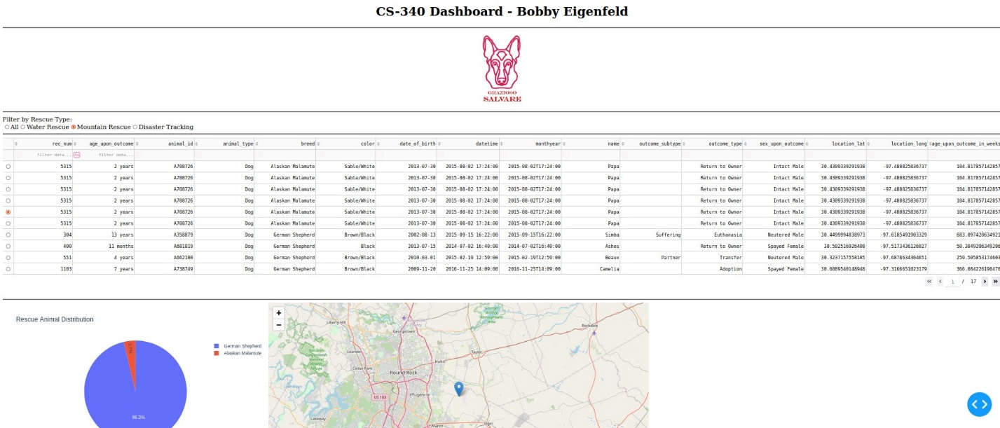 CS-340 Dashboard - Bobby Eigenfeld
GRAZIOSO
SALVARE
Filter by Rescue Type:
All Water Rescue Mountain Rescue Disaster Tracking
rec_num age_upon_outcome animal_id animal_type breed color date_of_birth datetime monthyear name outcome_subtype outcome_type sex_upon_outcome location_lat location_long age_upon_outcome_in_weeks
filter data... Aa filter data...
5315 2 years A708726 Dog Alaskan Malamute Sable/White 2013-07-30 2015-08-02 17:24:00 2015-08-02T17:24:00 Papa Return to Owner Intact Male 30.4309339291938 -97.480825836737 104.817857142857
5315 2 years A708726 Dog Alaskan Malamute Sable/White 2013-07-30 2015-08-02 17:24:00 2015-08-02T17:24:00 Papa Return to Owner Intact Male 30.4309339291938 -97.480825836737 104.817857142857
5315 2 years A708726 Dog Alaskan Malamute Sable/White 2013-07-30 2015-08-02 17:24:00 2015-08-02T17:24:00 Papa Return to Owner Intact Male 30.4309339291938 -97.480825836737 104.817857142857
5315 2 years A708726 Dog Alaskan Malamute Sable/White 2013-07-30 2015-08-02 17:24:00 2015-08-02T17:24:00 Papa Return to Owner Intact Male 30.4309339291938 -97.480825836737 104.817857142857
5315 2 years A708726 Dog Alaskan Malamute Sable/White 2013-07-30 2015-08-02 17:24:00 2015-08-02T17:24:00 Papa Return to Owner Intact Male 30.4309339291938 -97.480825836737 104.817857142857
5315 2 years A708726 Dog Alaskan Malamute Sable/White 2013-07-30 2015-08-02 17:24:00 2015-08-02T17:24:00 Papa Return to Owner Intact Male 30.4309339291938 -97.480825836737 104.817857142857
304 13 years A358879 Dog German Shepherd Brown/Black 2002-08-13 2015-09-15 16:22:00 2015-09-15T16:22:00 Simba Suffering Euthanasia Neutered Male 30.4499994838973 -97.6185491903329 683.097420634921
400 11 months A681819 Dog German Shepherd Black 2013-07-15 2014-07-02 16:40:00 2014-07-02T16:40:00 Ashes Return to Owner Spayed Female 30.502516926408 -97.5173436126027 50.3849206349206
551 4 years A662100 Dog German Shepherd Brown/Black 2010-03-01 2015-02-19 12:59:00 2015-02-19T12:59:00 Beaux Partner Transfer Neutered Male 30.3237157558105 -97.6878634304651 259.505853174603
1103 7 years A738749 Dog German Shepherd Brown/Black 2009-11-20 2016-11-25 14:09:00 2016-11-25T14:09:00 Camelia Adoption Spayed Female 30.6089540148948 -97.3166651023179 366.084226190476
1 / 17
Rescue Animal Distribution
German Shepherd
Alaskan Malamute
3.7%
96.3%
+
−
Liberty Hill
Georgetown
Granger Wildlife Management Area
Rockdale
Balcones Canyonlands National Wildlife Refuge
Leander
Taylor
Hutto
Cedar Park
Round Rock
Pflugerville
US 183
Lakeway
Manor
Elgin